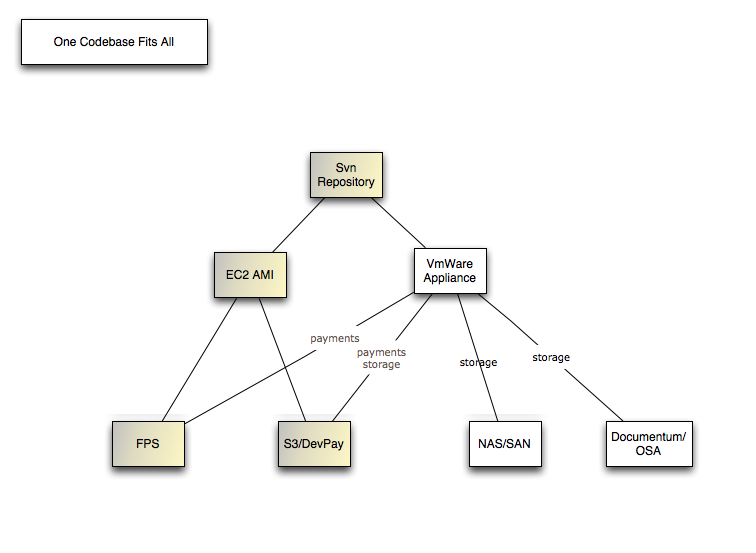 One Codebase Fits All
Svn
Repository
EC2 AMI
VmWare
Appliance
payments
payments
storage
storage
storage
FPS
S3/DevPay
NAS/SAN
Documentum/
OSA